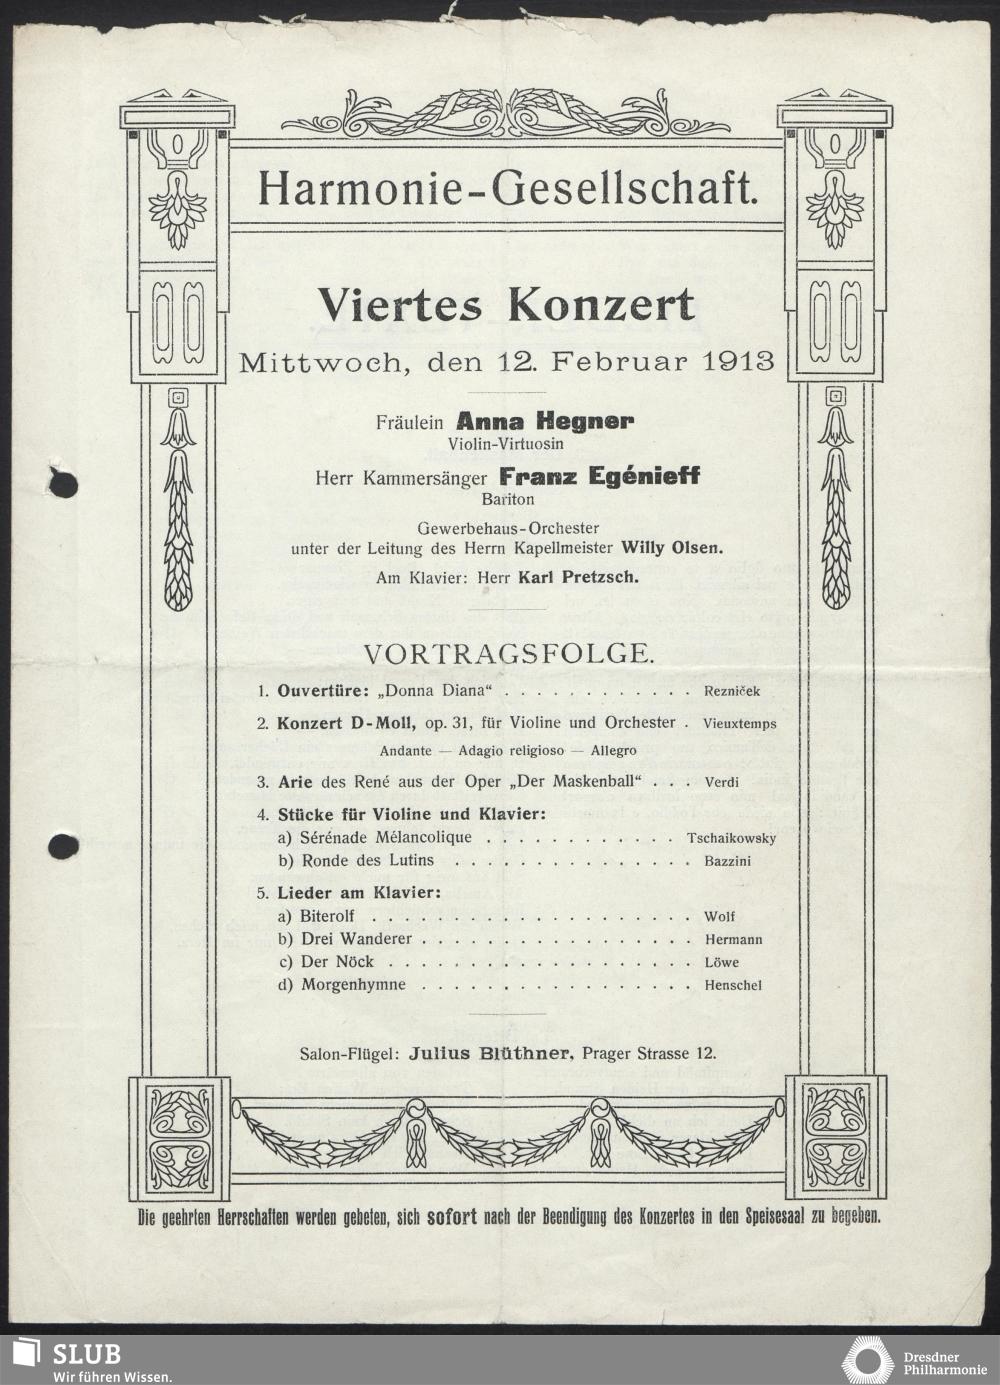 Harmonie-Gesellschaft.
Viertes Konzert
Mittwoch, den 12. Februar 1913
Fräulein Anna Hegner
Violin-Virtuosin
Herr Kammersänger Franz Egénieff
Bariton
Gewerbehaus-Orchester
unter der Leitung des Herrn Kapellmeister Willy Olsen.
Am Klavier: Herr Karl Pretzsch.
VORTRAGSFOLGE.
1. Ouvertüre: „Donna Diana“ . . . . . . . . . . . . Rezniček
2. Konzert D-Moll, op. 31, für Violine und Orchester . Vieuxtemps
Andante — Adagio religioso — Allegro
3. Arie des René aus der Oper „Der Maskenball“ . . . Verdi
4. Stücke für Violine und Klavier:
a) Sérénade Mélancolique . . . . . . . . . . . . Tschaikowsky
b) Ronde des Lutins . . . . . . . . . . . . . . Bazzini
5. Lieder am Klavier:
a) Biterolf . . . . . . . . . . . . . . . . . . . Wolf
b) Drei Wanderer . . . . . . . . . . . . . . . . Hermann
c) Der Nöck . . . . . . . . . . . . . . . . . . Löwe
d) Morgenhymne . . . . . . . . . . . . . . . . Henschel
Salon-Flügel: Julius Blüthner, Prager Strasse 12.
Die geehrten Herrschaften werden gebeten, sich sofort nach der Beendigung des Konzertes in den Speisesaal zu begeben.
SLUB
Wir führen Wissen.
Dresdner
Philharmonie